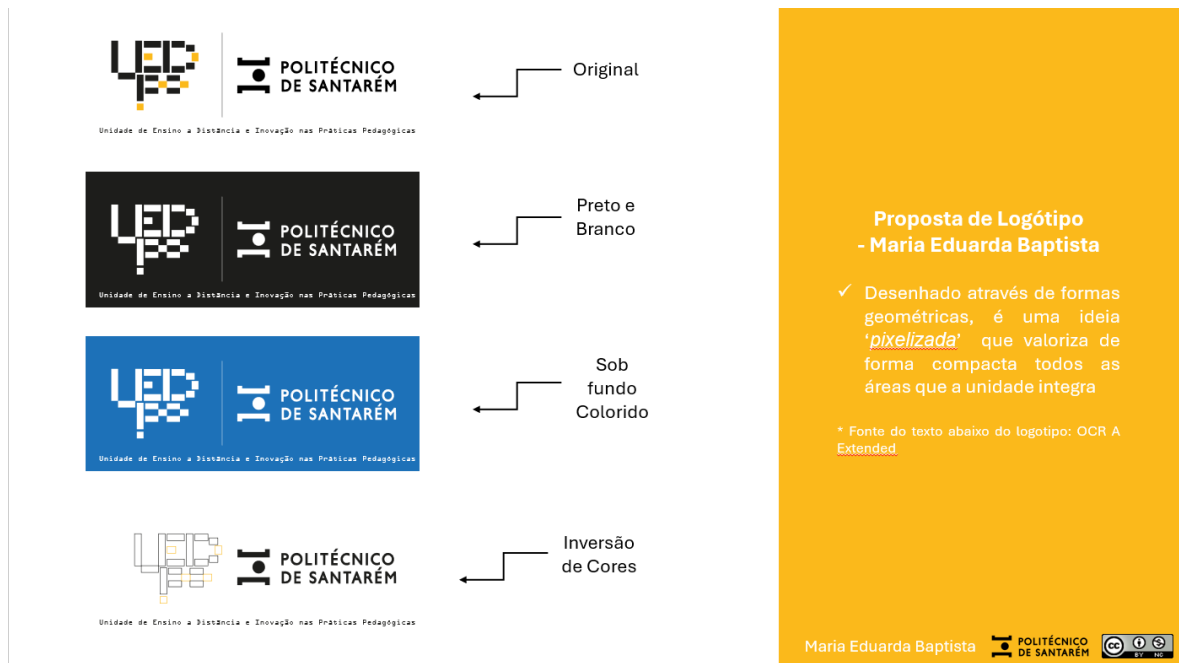 POLITÉCNICO
DE SANTARÉM
Unidade de Ensino a Distância e Inovação nas Práticas Pedagógicas
Original
POLITÉCNICO
DE SANTARÉM
Unidade de Ensino a Distância e Inovação nas Práticas Pedagógicas
Preto e
Branco
POLITÉCNICO
DE SANTARÉM
Unidade de Ensino a Distância e Inovação nas Práticas Pedagógicas
Sob
fundo
Colorido
POLITÉCNICO
DE SANTARÉM
Unidade de Ensino a Distância e Inovação nas Práticas Pedagógicas
Inversão
de Cores
Proposta de Logótipo
- Maria Eduarda Baptista
✓ Desenhado através de formas
geométricas, é uma ideia
‘pixelizada’ que valoriza de
forma compacta todos as
áreas que a unidade integra
* Fonte do texto abaixo do logotipo: OCR A
Extended
Maria Eduarda Baptista
POLITÉCNICO
DE SANTARÉM
cc
BY NC